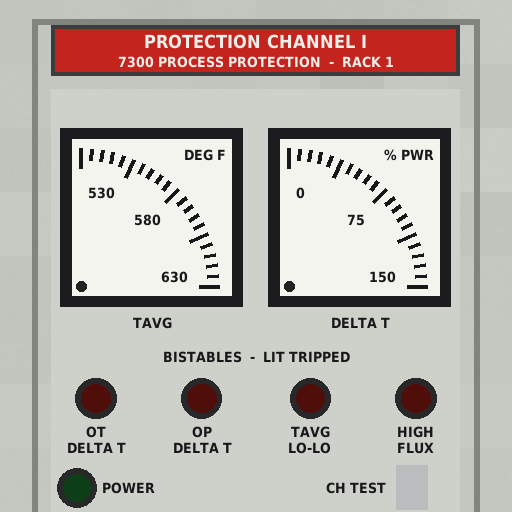 PROTECTION CHANNEL I
7300 PROCESS PROTECTION - RACK 1
DEG F
530
580
630
% PWR
0
75
150
TAVG
DELTA T
BISTABLES - LIT TRIPPED
OT
DELTA T
OP
DELTA T
TAVG
LO-LO
HIGH
FLUX
POWER
CH TEST